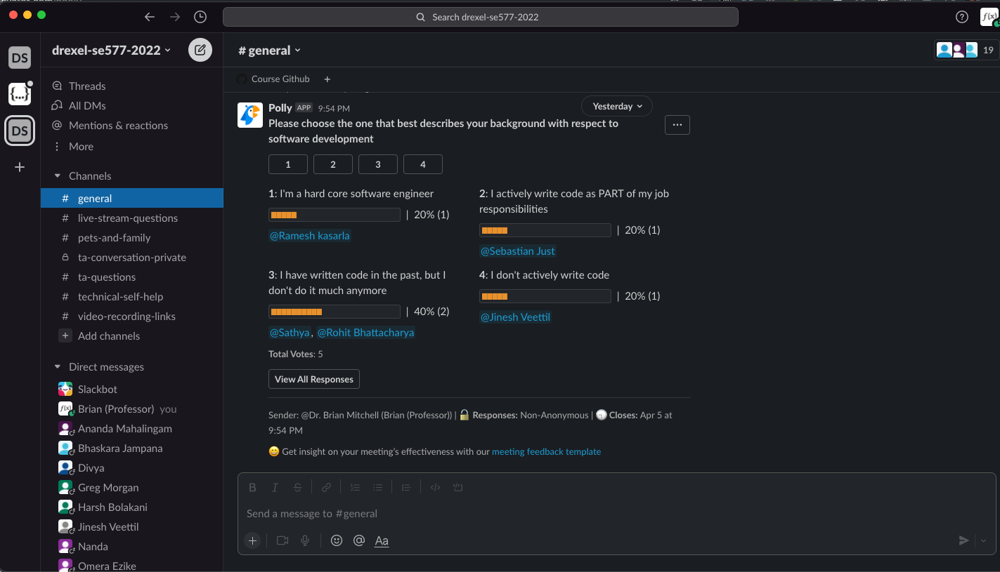 Search drexel-se577-2022
f(x)
DS
{...}
DS
drexel-se577-2022
Threads
All DMs
Mentions & reactions
More
Channels
# general
# live-stream-questions
# pets-and-family
ta-conversation-private
# ta-questions
# technical-self-help
# video-recording-links
+ Add channels
Direct messages
Slackbot
f(x) Brian (Professor) you
Ananda Mahalingam
Bhaskara Jampana
Divya
Greg Morgan
Harsh Bolakani
Jinesh Veettil
Nanda
Omera Ezike
# general
19
Course Github +
Polly APP 9:54 PM
Yesterday
Please choose the one that best describes your background with respect to
software development
1 2 3 4
1: I'm a hard core software engineer
| 20% (1)
@Ramesh kasarla
2: I actively write code as PART of my job
responsibilities
| 20% (1)
@Sebastian Just
3: I have written code in the past, but I
don't do it much anymore
| 40% (2)
@Sathya, @Rohit Bhattacharya
4: I don't actively write code
| 20% (1)
@Jinesh Veettil
Total Votes: 5
View All Responses
Sender: @Dr. Brian Mitchell (Brian (Professor)) | 🔓 Responses: Non-Anonymous | 🕤 Closes: Apr 5 at
9:54 PM
😄 Get insight on your meeting's effectiveness with our meeting feedback template
B I S
Send a message to #general
+ @ Aa